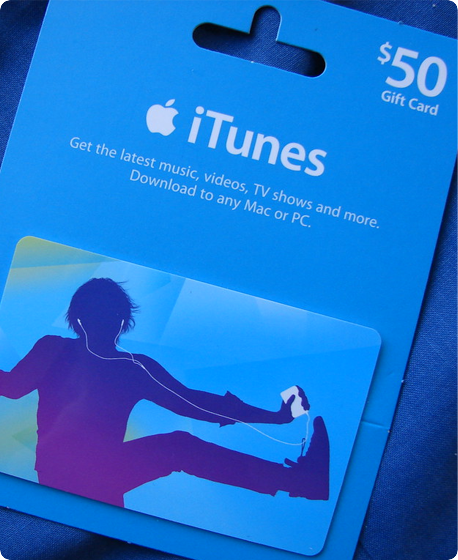 $50
Gift Card
iTunes
Get the latest music, videos, TV shows and more.
Download to any Mac or PC.